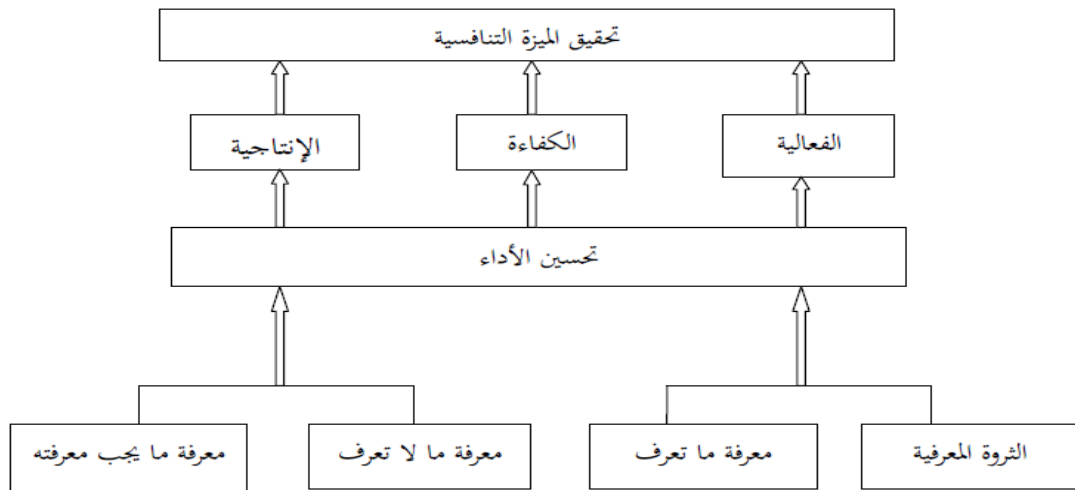 تحقيق الميزة التنافسية
الفعالية
الكفاءة
الإنتاجية
تحسين الأداء
الثروة المعرفية
معرفة ما تعرف
معرفة ما لا تعرف
معرفة ما يجب معرفته